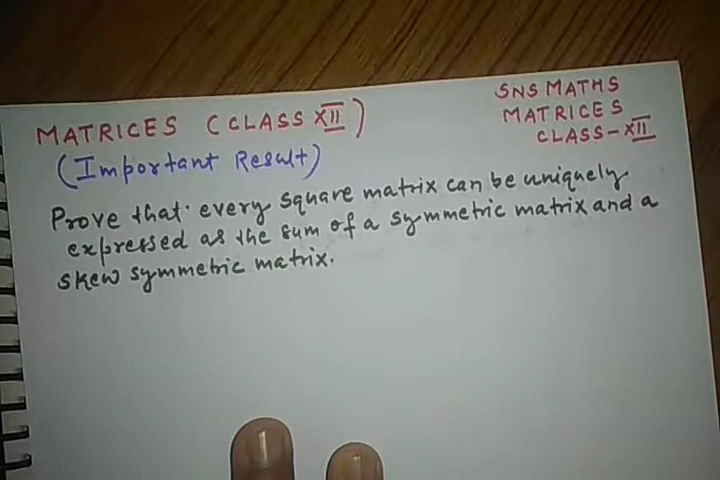 SNS MATHS
MATRICES
CLASS-XII
MATRICES (CLASS XII)
(Important Result)
Prove that every square matrix can be uniquely
expressed as the sum of a symmetric matrix and a
skew symmetric matrix.